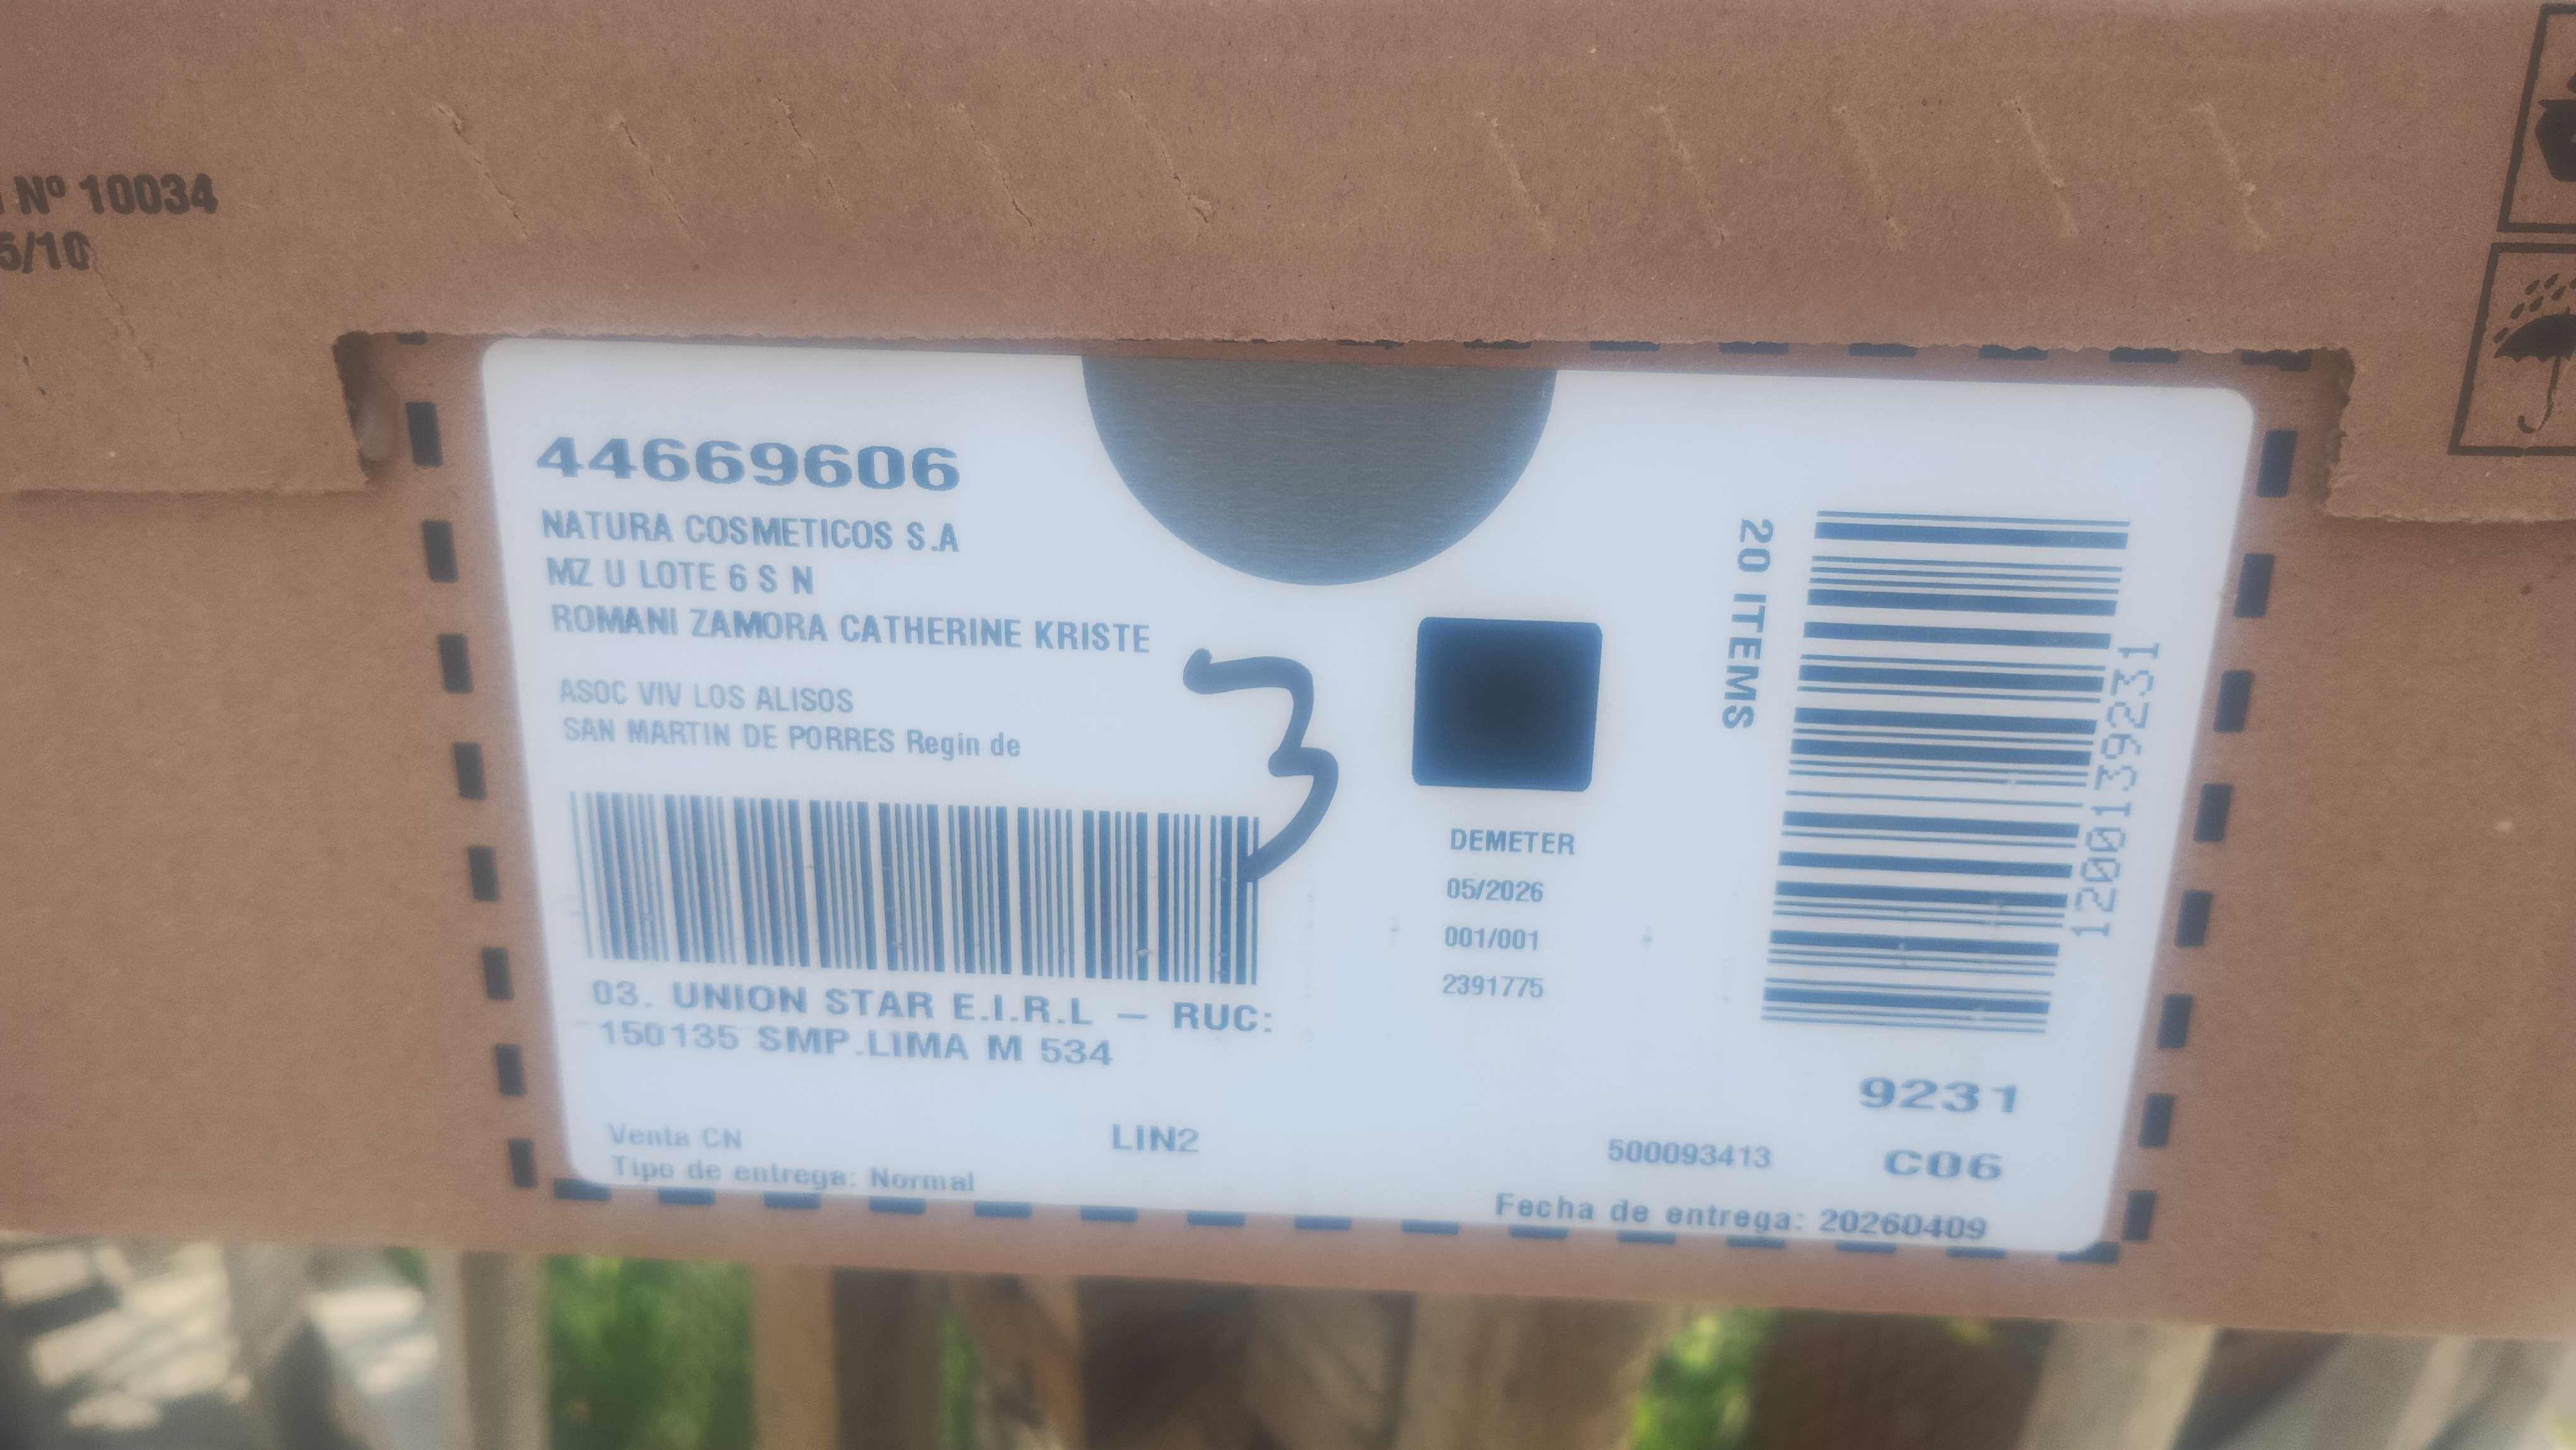 Nº 10034
5/10
44669606
NATURA COSMETICOS S.A
MZ U LOTE 6 S N
ROMANI ZAMORA CATHERINE KRISTE
ASOC VIV LOS ALISOS
SAN MARTIN DE PORRES Regin de
3
03. UNION STAR E.I.R.L – RUC:
150135 SMP.LIMA M 534
Venta CN
Tipo de entrega: Normal
LIN2
DEMETER
05/2026
001/001
2391775
20 ITEMS
1200139231
9231
500093413
C06
Fecha de entrega: 20260409